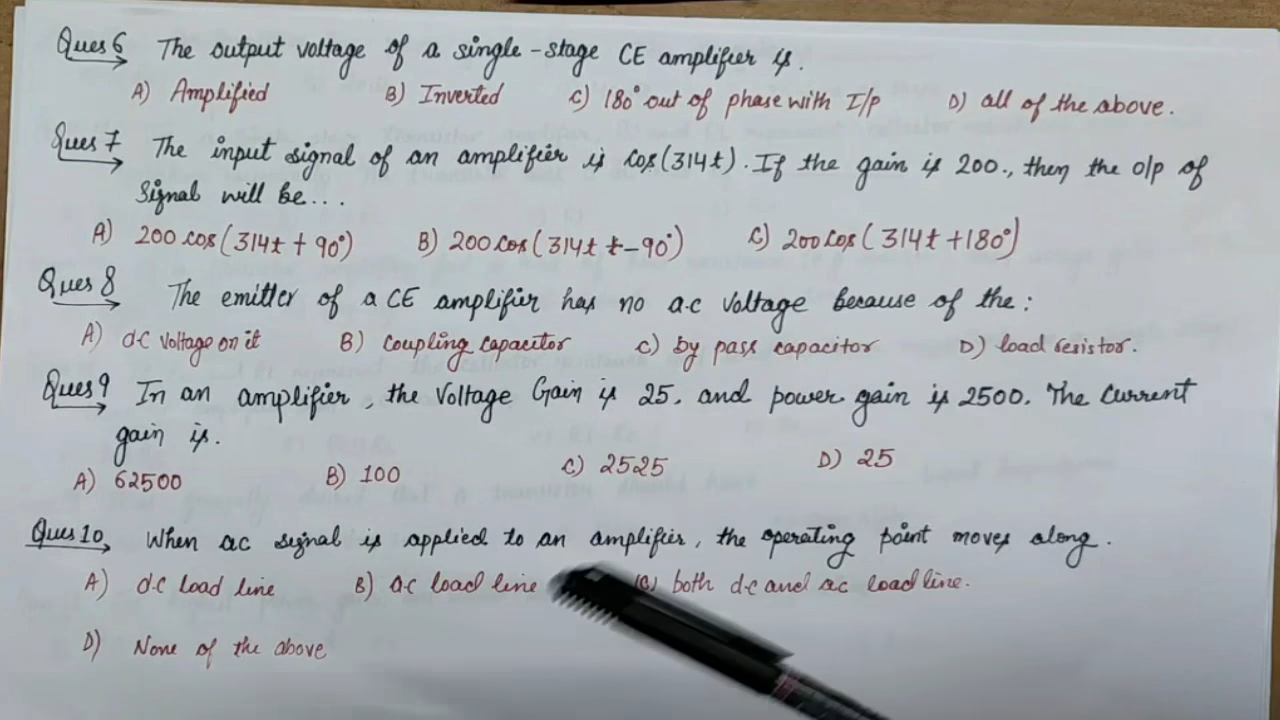 Ques 6 The output voltage of a single-stage CE amplifier is.
A) Amplified B) Inverted C) 180° out of phase with I/p D) all of the above.
Ques 7 The input signal of an amplifier is cos(314t). If the gain is 200., then the o/p of
Signal will be...
A) 200 cos(314t + 90°) B) 200 cos(314t t-90°) C) 200 cos(314t +180°)
Ques 8 The emitter of a CE amplifier has no a.c voltage because of the:
A) d.c voltage on it B) coupling capacitor C) by pass capacitor D) load resistor.
Ques 9 In an amplifier, the Voltage Gain is 25, and power gain is 2500. The Current
gain is.
A) 62500 B) 100 C) 2525 D) 25
Ques 10 When ac signal is applied to an amplifier, the operating point moves along.
A) d.c load line B) a.c load line (C) both d.c and ac load line.
D) None of the above